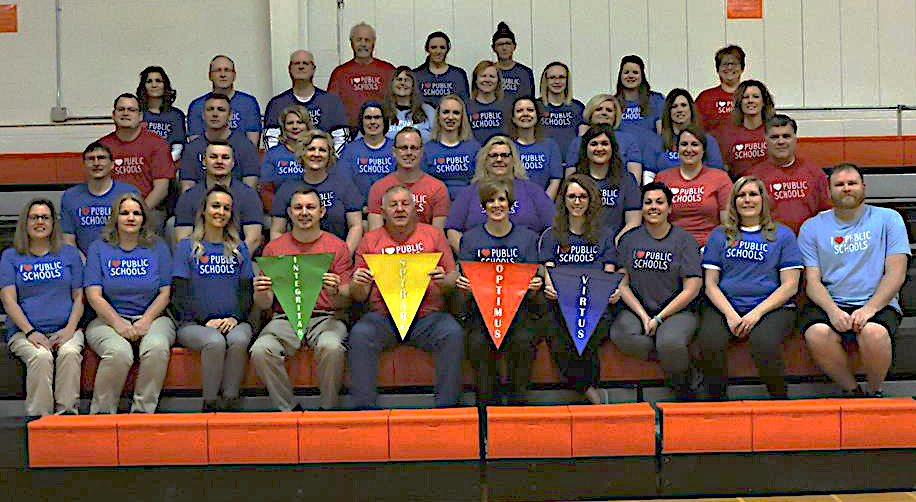 I ❤ PUBLIC
SCHOOLS
INTEGRITAS
OPTIMUS
VIRTUS